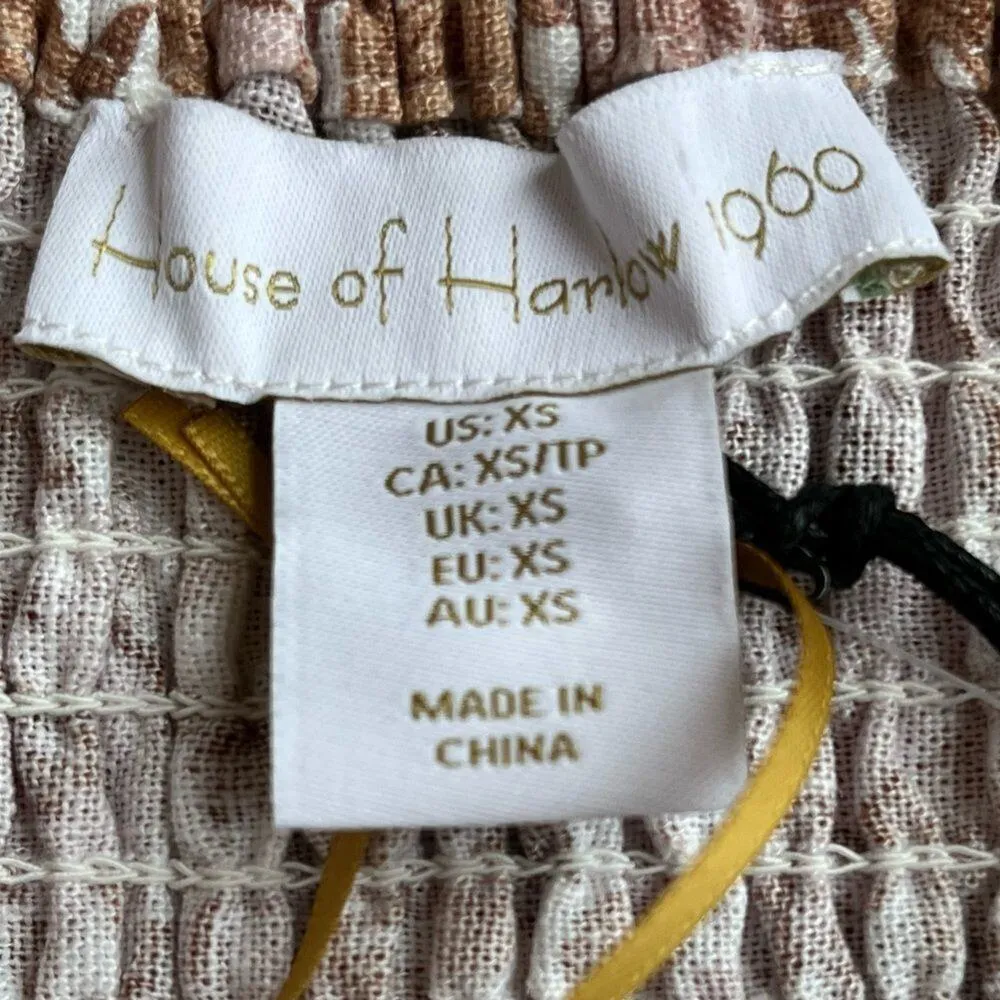 House of Harlow 1960
US: XS
CA: XS/TP
UK: XS
EU: XS
AU: XS
MADE IN
CHINA